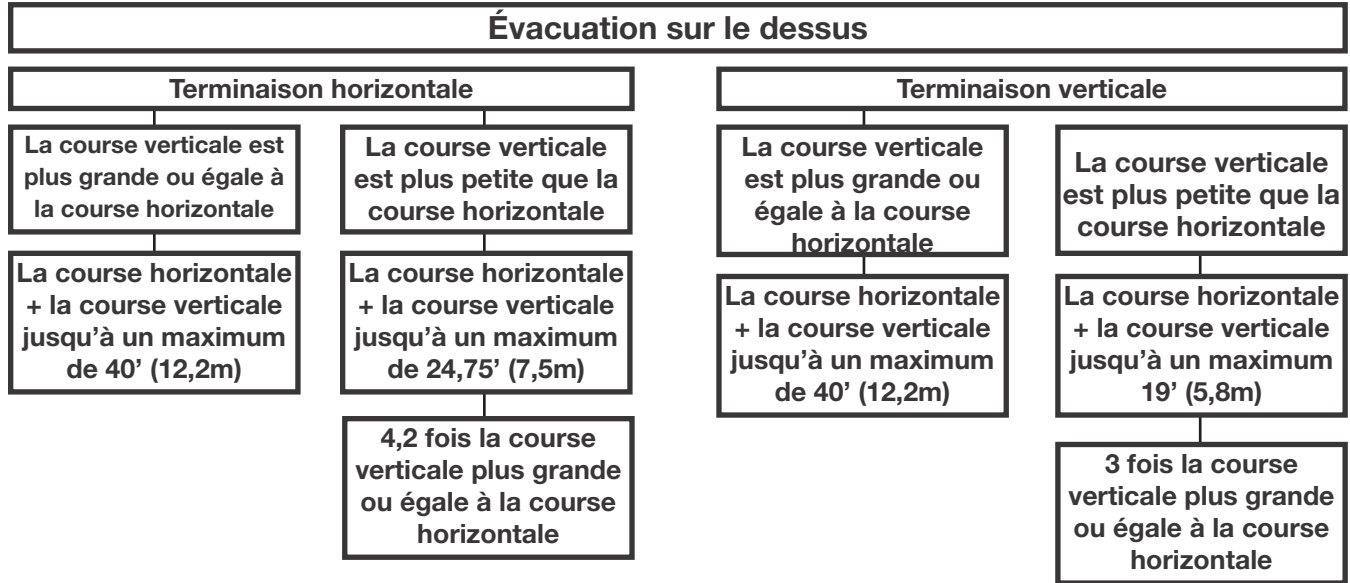 Évacuation sur le dessus
Terminaison horizontale
La course verticale est
plus grande ou égale à
la course horizontale
La course horizontale
+ la course verticale
jusqu'à un maximum
de 40’ (12,2m)
La course verticale
est plus petite que la
course horizontale
La course horizontale
+ la course verticale
jusqu'à un maximum
de 24,75’ (7,5m)
4,2 fois la course
verticale plus grande
ou égale à la course
horizontale
Terminaison verticale
La course verticale
est plus grande ou
égale à la course
horizontale
La course horizontale
+ la course verticale
jusqu'à un maximum
de 40’ (12,2m)
La course verticale
est plus petite que la
course horizontale
La course horizontale
+ la course verticale
jusqu'à un maximum
19’ (5,8m)
3 fois la course
verticale plus grande
ou égale à la course
horizontale